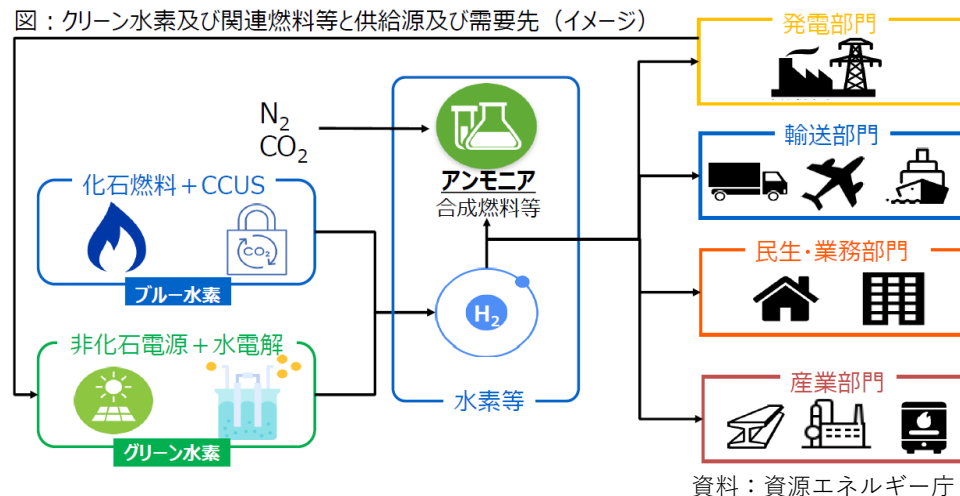 図：クリーン水素及び関連燃料等と供給源及び需要先（イメージ）
発電部門
N₂
CO₂
アンモニア
合成燃料等
輸送部門
化石燃料＋CCUS
CO₂
ブルー水素
民生･業務部門
H₂
非化石電源＋水電解
水素等
グリーン水素
産業部門
資料：資源エネルギー庁